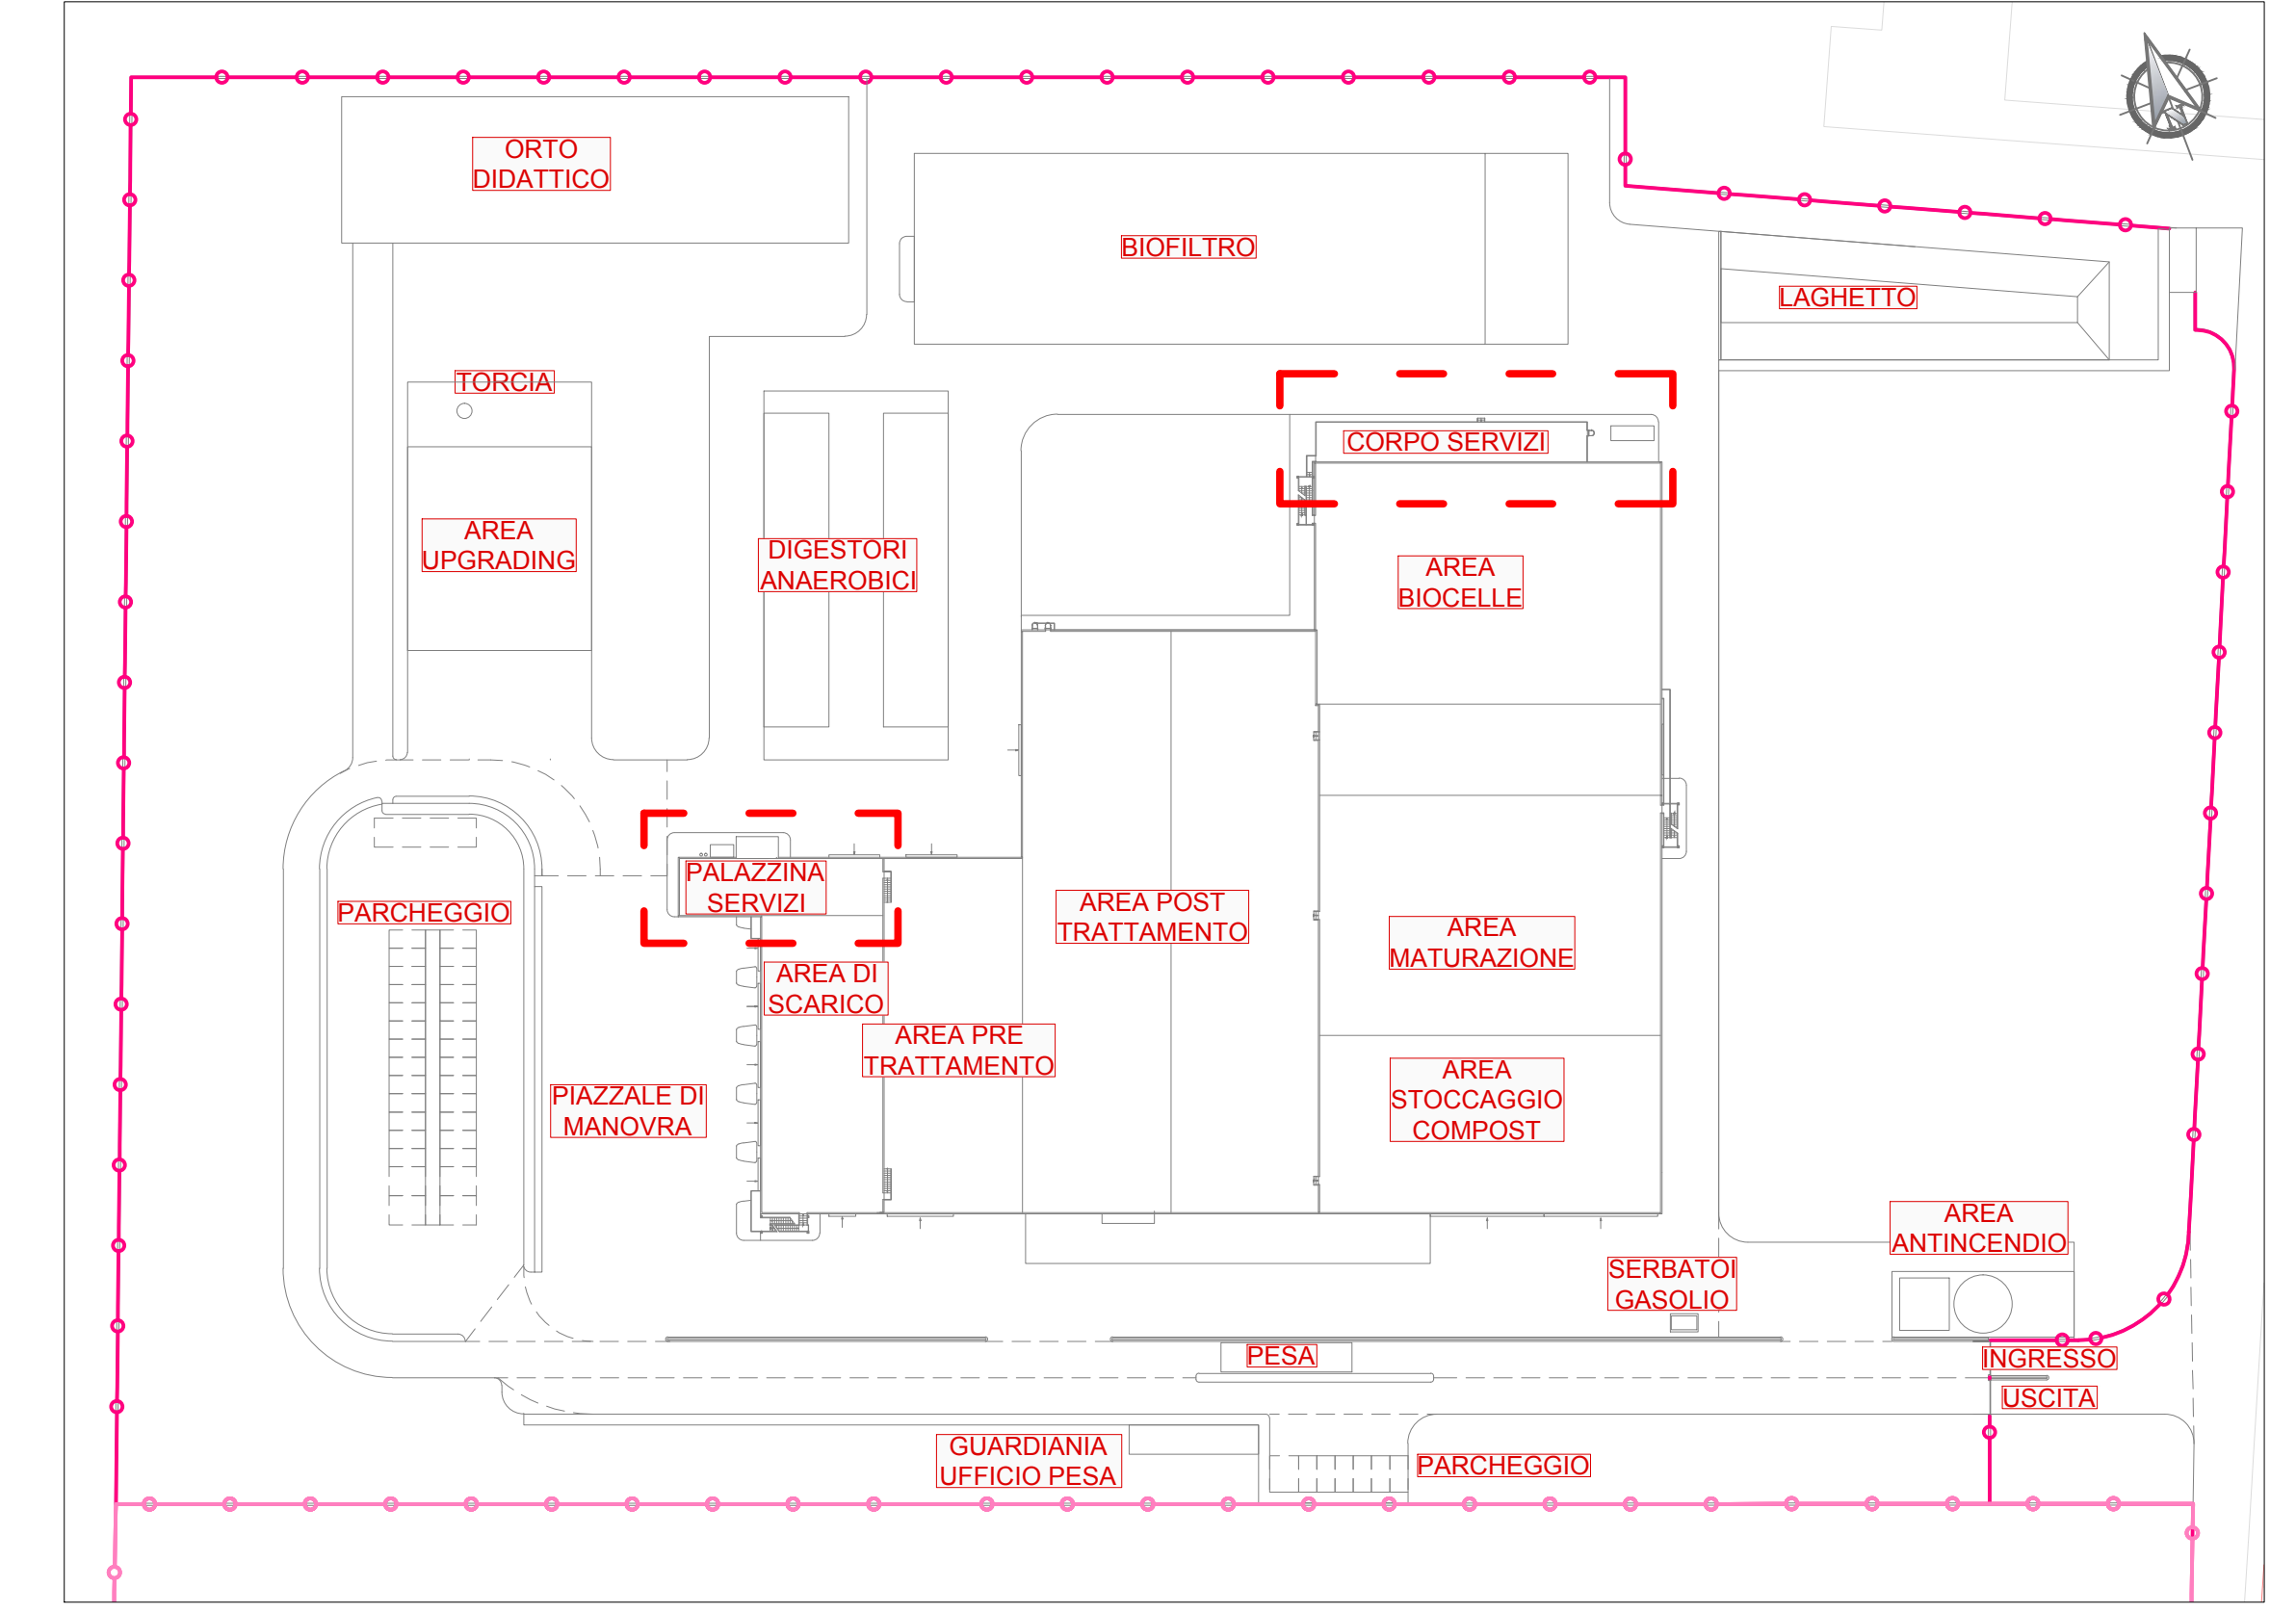 ORTO
DIDATTICO
BIOFILTRO
LAGHETTO
TORCIA
CORPO SERVIZI
AREA
UPGRADING
DIGESTORI
ANAEROBICI
AREA
BIOCELLE
PALAZZINA
SERVIZI
PARCHEGGIO
AREA POST
TRATTAMENTO
AREA
MATURAZIONE
AREA DI
SCARICO
AREA PRE
TRATTAMENTO
PIAZZALE DI
MANOVRA
AREA
STOCCAGGIO
COMPOST
AREA
ANTINCENDIO
SERBATOI
GASOLIO
PESA
INGRESSO
USCITA
GUARDIANIA
UFFICIO PESA
PARCHEGGIO
N